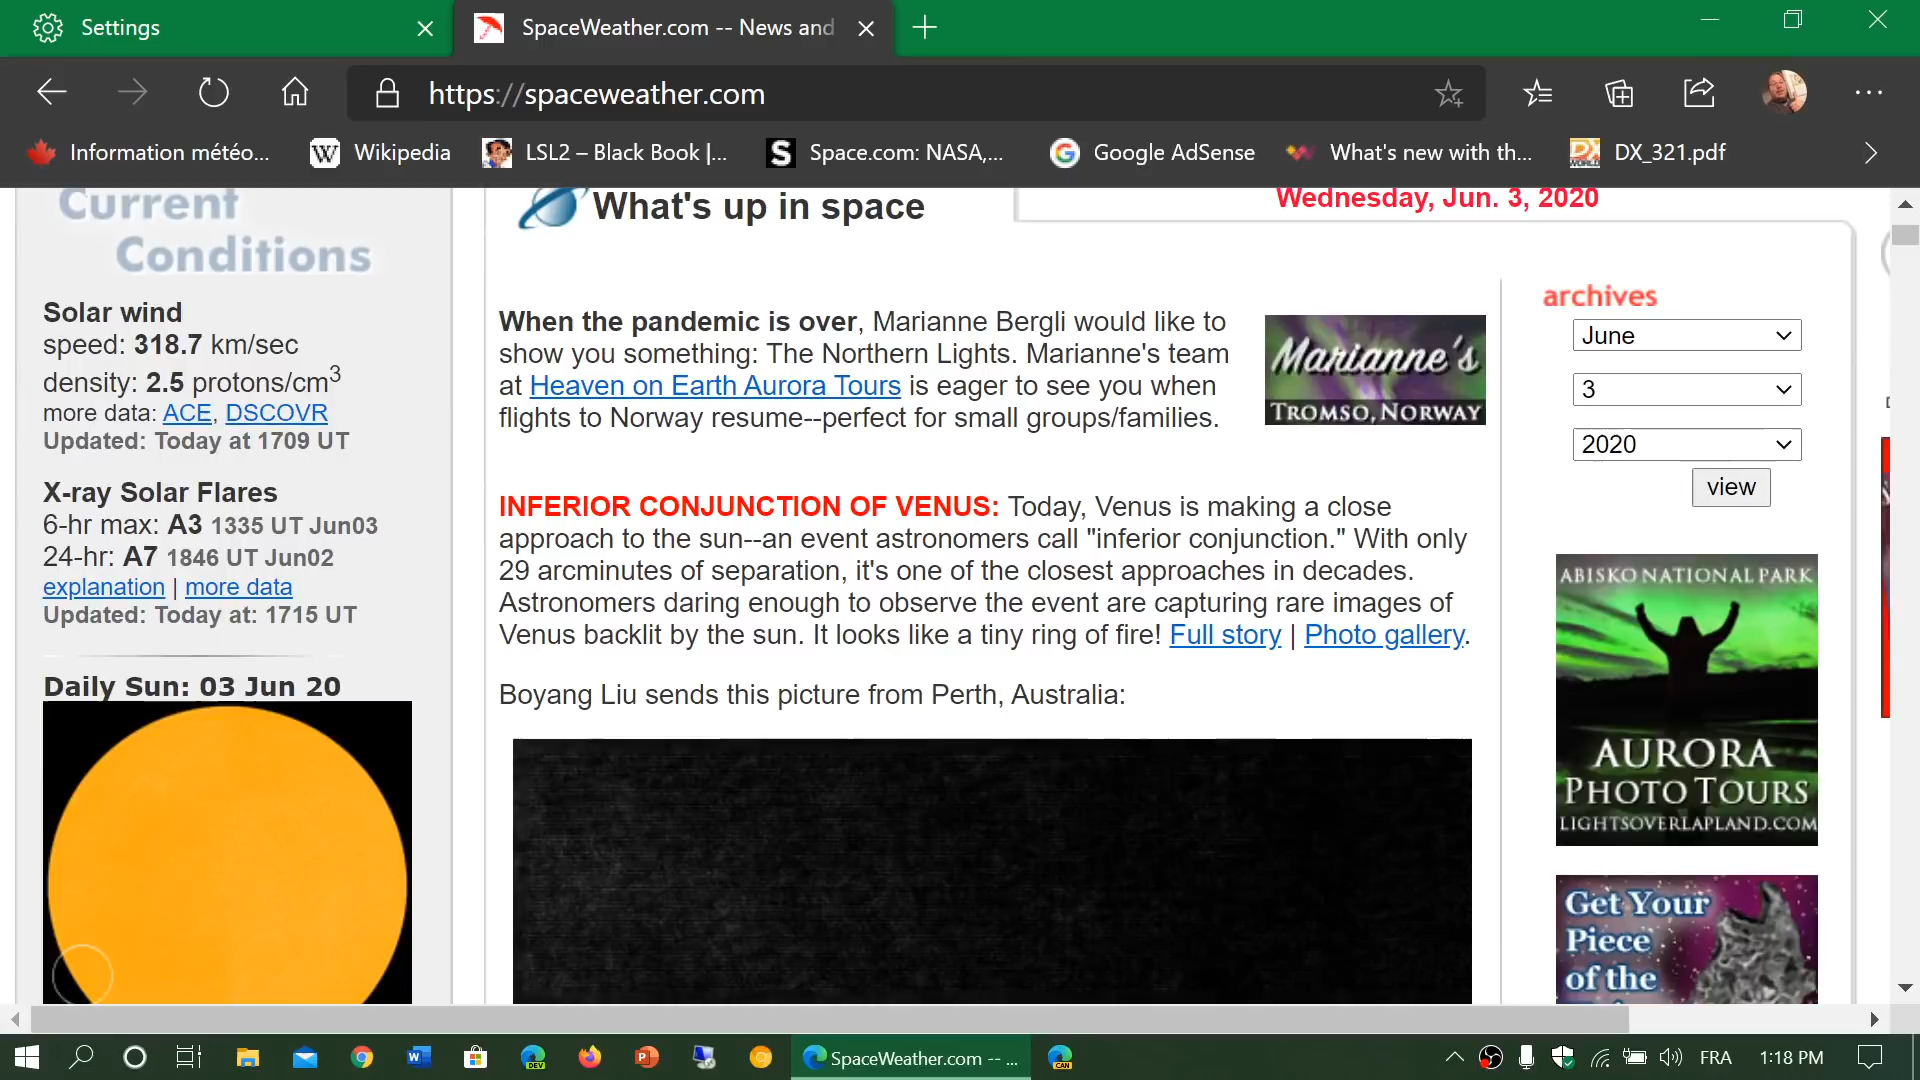 Settings
SpaceWeather.com -- News and
https://spaceweather.com
Information météo...
Wikipedia
LSL2 – Black Book |...
Space.com: NASA,...
Google AdSense
What's new with th...
DX_321.pdf
Current
Conditions
Solar wind
speed: 318.7 km/sec
density: 2.5 protons/cm3
more data: ACE, DSCOVR
Updated: Today at 1709 UT
X-ray Solar Flares
6-hr max: A3 1335 UT Jun03
24-hr: A7 1846 UT Jun02
explanation | more data
Updated: Today at: 1715 UT
Daily Sun: 03 Jun 20
What's up in space
Wednesday, Jun. 3, 2020
When the pandemic is over, Marianne Bergli would like to
show you something: The Northern Lights. Marianne's team
at Heaven on Earth Aurora Tours is eager to see you when
flights to Norway resume--perfect for small groups/families.
Marianne's
TROMSO, NORWAY
INFERIOR CONJUNCTION OF VENUS: Today, Venus is making a close
approach to the sun--an event astronomers call "inferior conjunction." With only
29 arcminutes of separation, it's one of the closest approaches in decades.
Astronomers daring enough to observe the event are capturing rare images of
Venus backlit by the sun. It looks like a tiny ring of fire! Full story | Photo gallery.
Boyang Liu sends this picture from Perth, Australia:
archives
June
3
2020
view
ABISKO NATIONAL PARK
AURORA
PHOTO TOURS
LIGHTSOVERLAPLAND.COM
Get Your
Piece
of the
SpaceWeather.com -- ...
FRA
1:18 PM